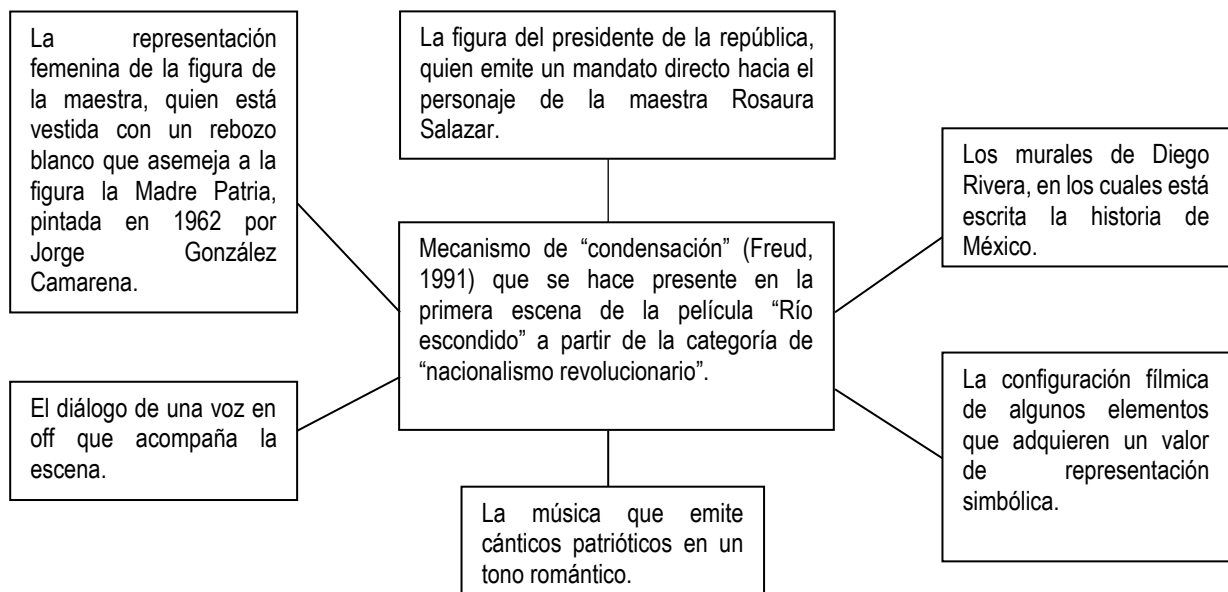 La representación
femenina de la figura de
la maestra, quien está
vestida con un rebozo
blanco que asemeja a la
figura la Madre Patria,
pintada en 1962 por
Jorge González
Camarena.
La figura del presidente de la república,
quien emite un mandato directo hacia el
personaje de la maestra Rosaura
Salazar.
Los murales de Diego
Rivera, en los cuales está
escrita la historia de
México.
Mecanismo de “condensación” (Freud,
1991) que se hace presente en la
primera escena de la película “Río
escondido” a partir de la categoría de
“nacionalismo revolucionario”.
El diálogo de una voz en
off que acompaña la
escena.
La configuración fílmica
de algunos elementos
que adquieren un valor
de representación
simbólica.
La música que emite
cánticos patrióticos en un
tono romántico.